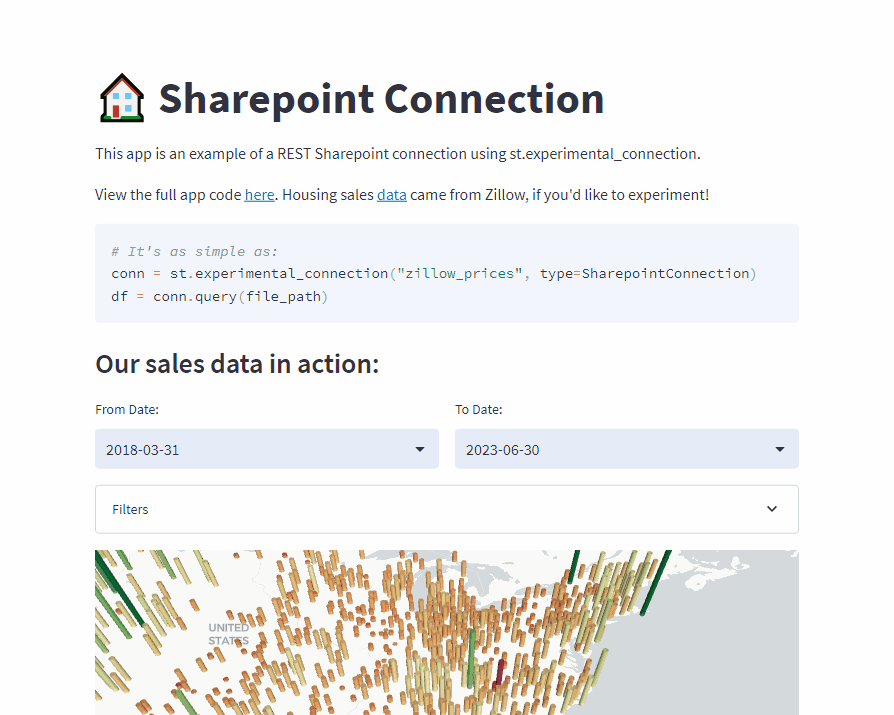 Sharepoint Connection
This app is an example of a REST Sharepoint connection using st.experimental_connection.
View the full app code here. Housing sales data came from Zillow, if you'd like to experiment!
# It's as simple as:
conn = st.experimental_connection("zillow_prices", type=SharepointConnection)
df = conn.query(file_path)
Our sales data in action:
From Date:
To Date:
2018-03-31
2023-06-30
Filters
UNITED
STATES